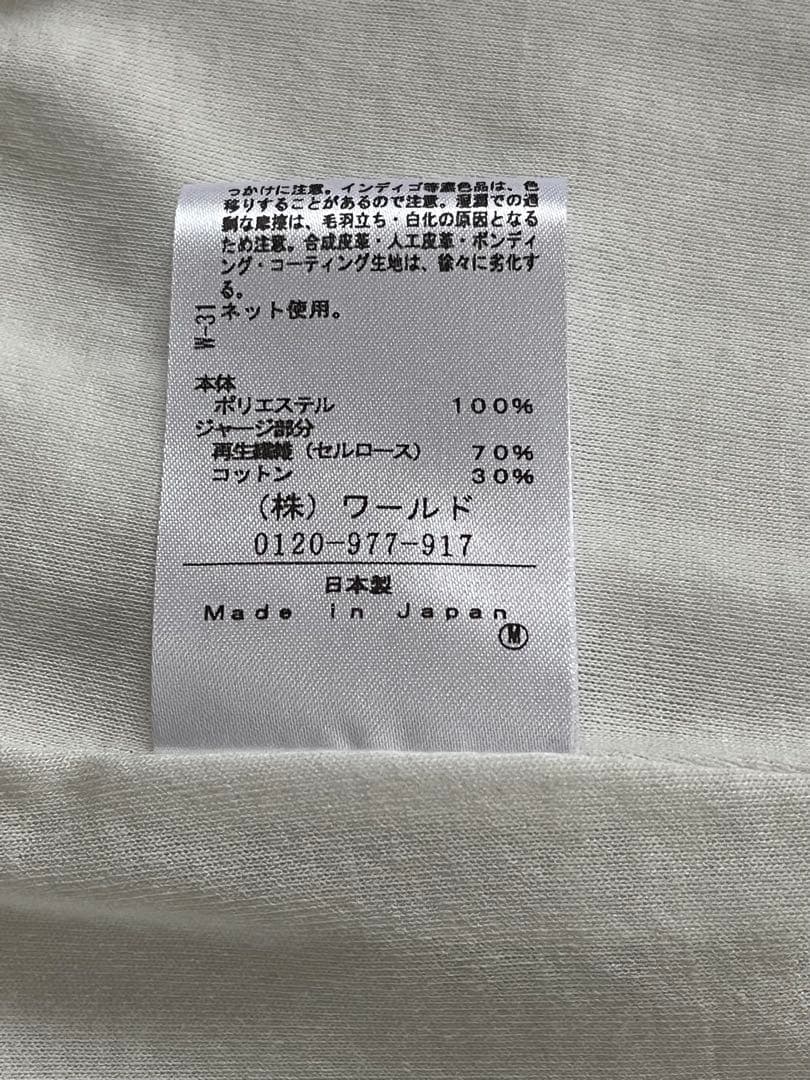 っかけに注意。インディゴ等濃色品は、色
移りすることがあるので注意。湿潤での過
剰な摩擦は、毛羽立ち・白化の原因となる
ため注意。合成皮革・人工皮革・ボンディ
ング・コーティング生地は、徐々に劣化す
る。
ネット使用。
W-31
本体
ポリエステル 100%
ジャージ部分
再生繊維(セルロース) 70%
コットン 30%
(株)ワールド
0120-977-917
日本製
Made in Japan
M